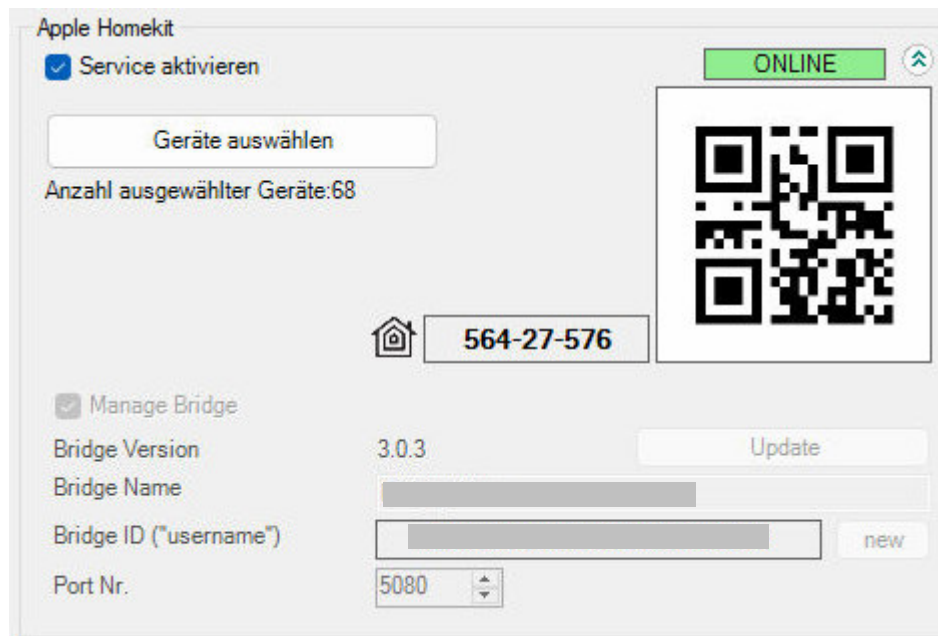 Apple Homekit
Service aktivieren
ONLINE
Geräte auswählen
Anzahl ausgewählter Geräte:68
564-27-576
Manage Bridge
Bridge Version 3.0.3 Update
Bridge Name
Bridge ID ("username") new
Port Nr. 5080